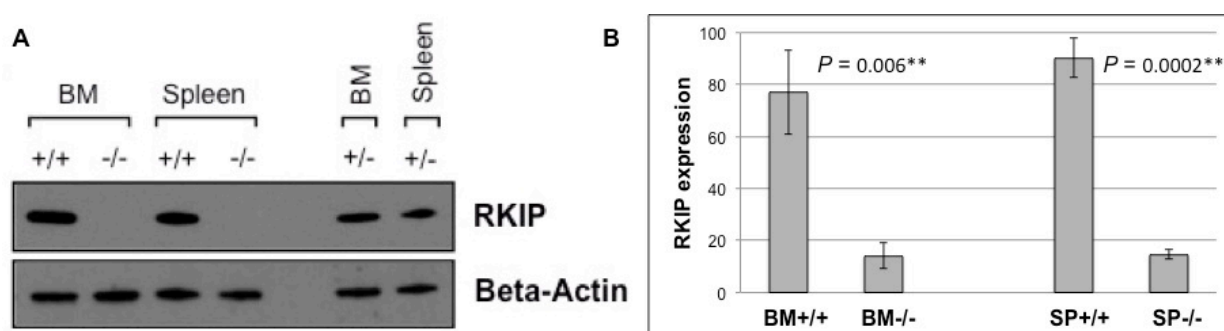 A
BM Spleen BM Spleen
+/+ -/- +/+ -/- +/- +/-
RKIP
Beta-Actin
B
100
80
60
40
20
0
RKIP expression
P = 0.006**
P = 0.0002**
BM+/+ BM-/- SP+/+ SP-/-